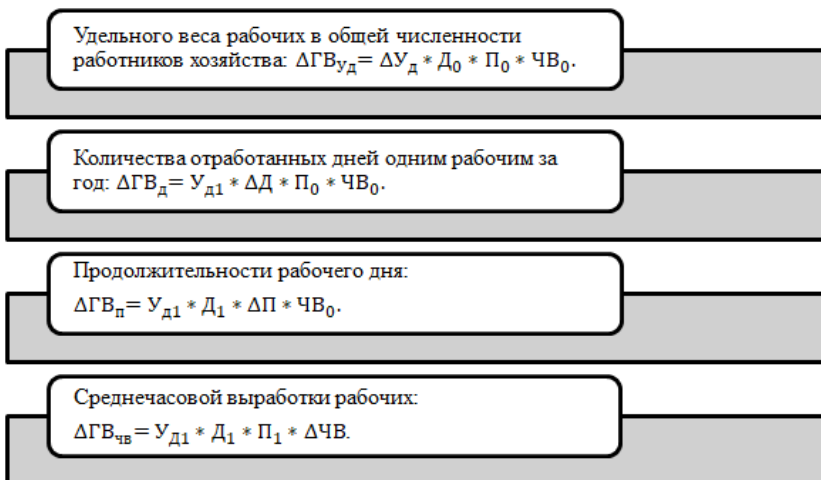 Удельного веса рабочих в общей численности
работников хозяйства: ΔГВ_Уд= ΔУ_д * Д_0 * П_0 * ЧВ_0.
Количества отработанных дней одним рабочим за
год: ΔГВ_д= У_д1 * ΔД * П_0 * ЧВ_0.
Продолжительности рабочего дня:
ΔГВ_п= У_д1 * Д_1 * ΔП * ЧВ_0.
Среднечасовой выработки рабочих:
ΔГВ_чв= У_Д1 * Д_1 * П_1 * ΔЧВ.